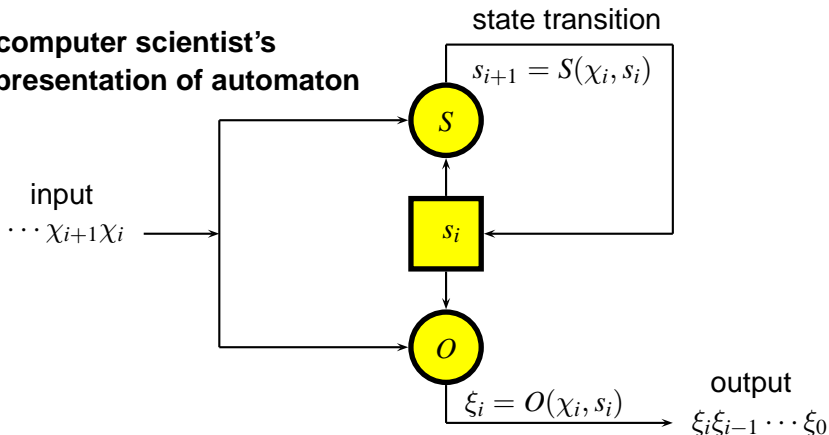 state transition
computer scientist's
presentation of automaton
s_{i+1} = S(χ_i, s_i)
S
input
⋯ χ_{i+1}χ_i
s_i
O
output
ξ_i = O(χ_i, s_i)
ξ_iξ_{i−1} ⋯ ξ_0